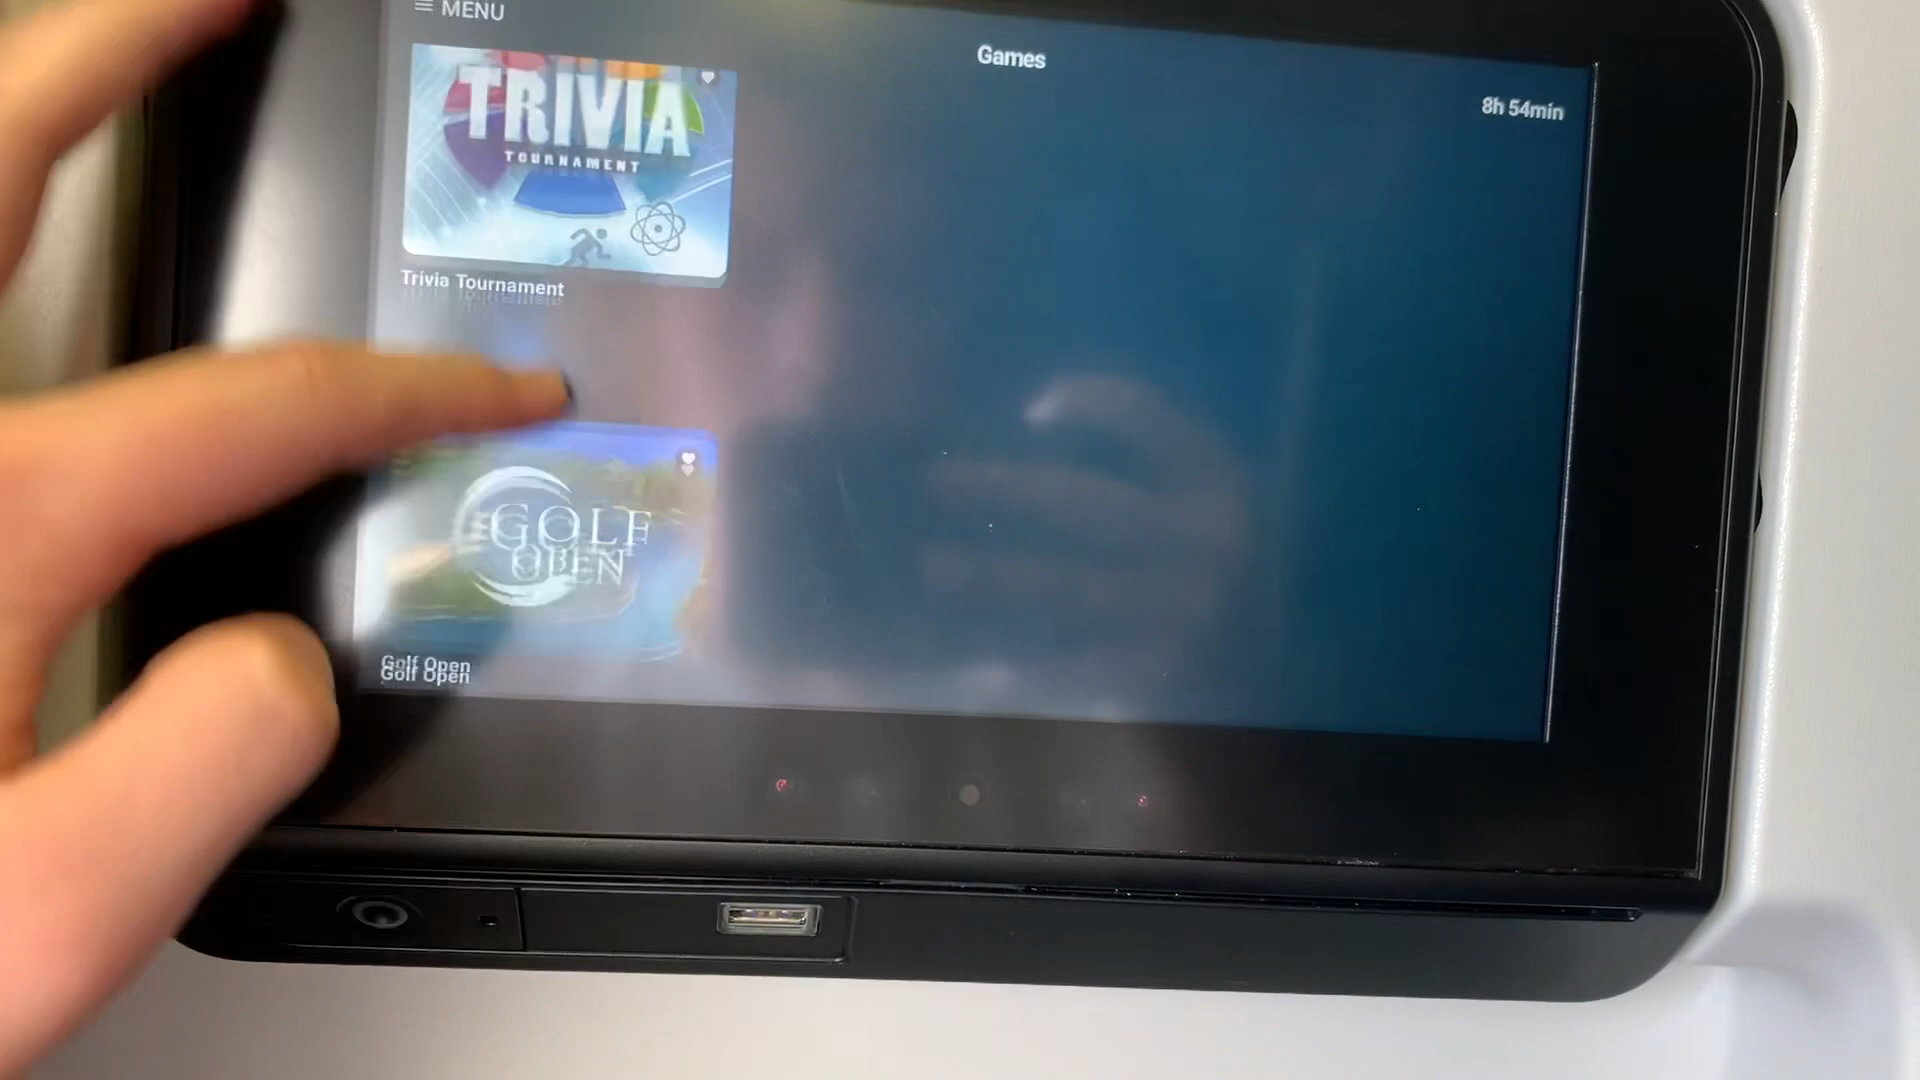 MENU
Games
8h 54min
TRIVIA
TOURNAMENT
Trivia Tournament
GOLF
OPEN
Golf Open